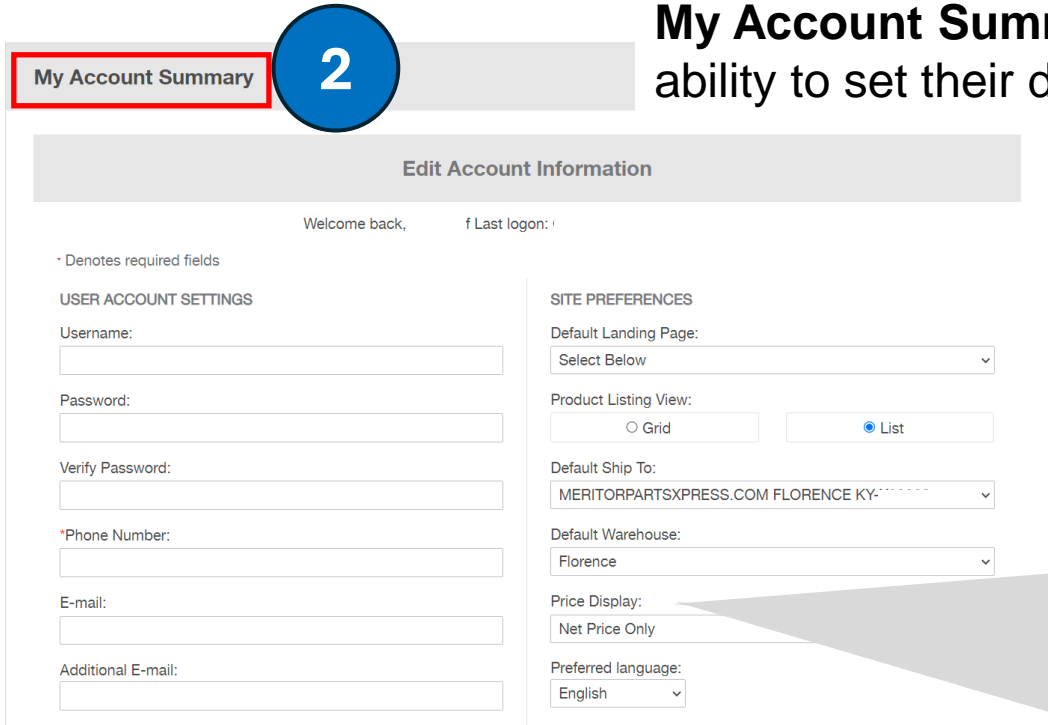 My Account Summ
ability to set their d
My Account Summary
2
Edit Account Information
Welcome back, f Last logon:
* Denotes required fields
USER ACCOUNT SETTINGS
Username:
Password:
Verify Password:
*Phone Number:
E-mail:
Additional E-mail:
SITE PREFERENCES
Default Landing Page:
Select Below
Product Listing View:
Grid
List
Default Ship To:
MERITORPARTSXPRESS.COM FLORENCE KY-
Default Warehouse:
Florence
Price Display:
Net Price Only
Preferred language:
English